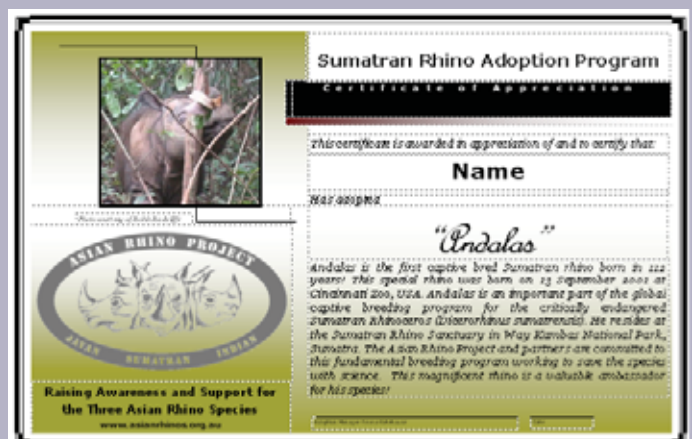 Sumatran Rhino Adoption Program
Certificate of Appreciation
This certificate is awarded in appreciation of and to certify that:
Name
Has adopted
"Andalas"
Andalas is the first captive bred Sumatran rhino born in 112
years! This special rhino was born on 13 September 2001 at
Cincinnati Zoo, USA. Andalas is an important part of the global
captive breeding program for the critically endangered
Sumatran Rhinoceros (Dicerorhinus sumatrensis). He resides at
the Sumatran Rhino Sanctuary in Way Kambas National Park,
Sumatra. The Asian Rhino Project and partners are committed to
this fundamental breeding program working to save the species
with science. This magnificent rhino is a valuable ambassador
for his species!
ASIAN RHINO PROJECT
JAVAN SUMATRAN INDIAN
Raising Awareness and Support for
the Three Asian Rhino Species
www.asianrhinos.org.au